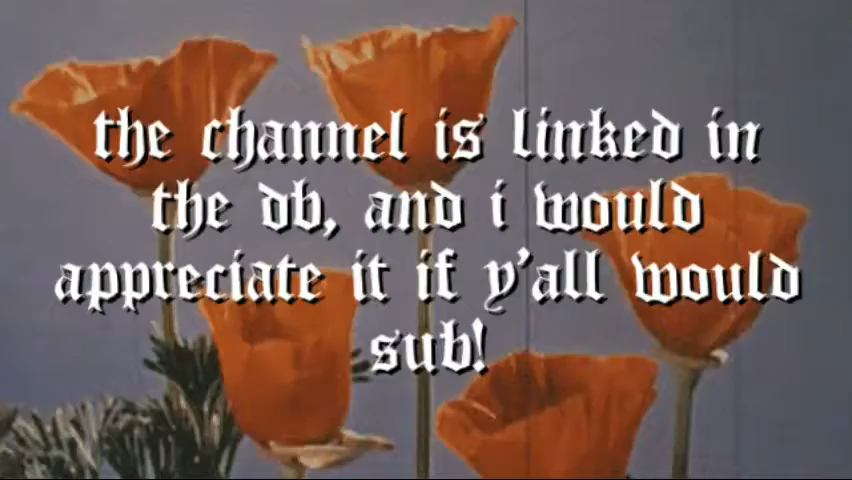 the channel is linked in
the db, and i would
appreciate it if y'all would
sub!